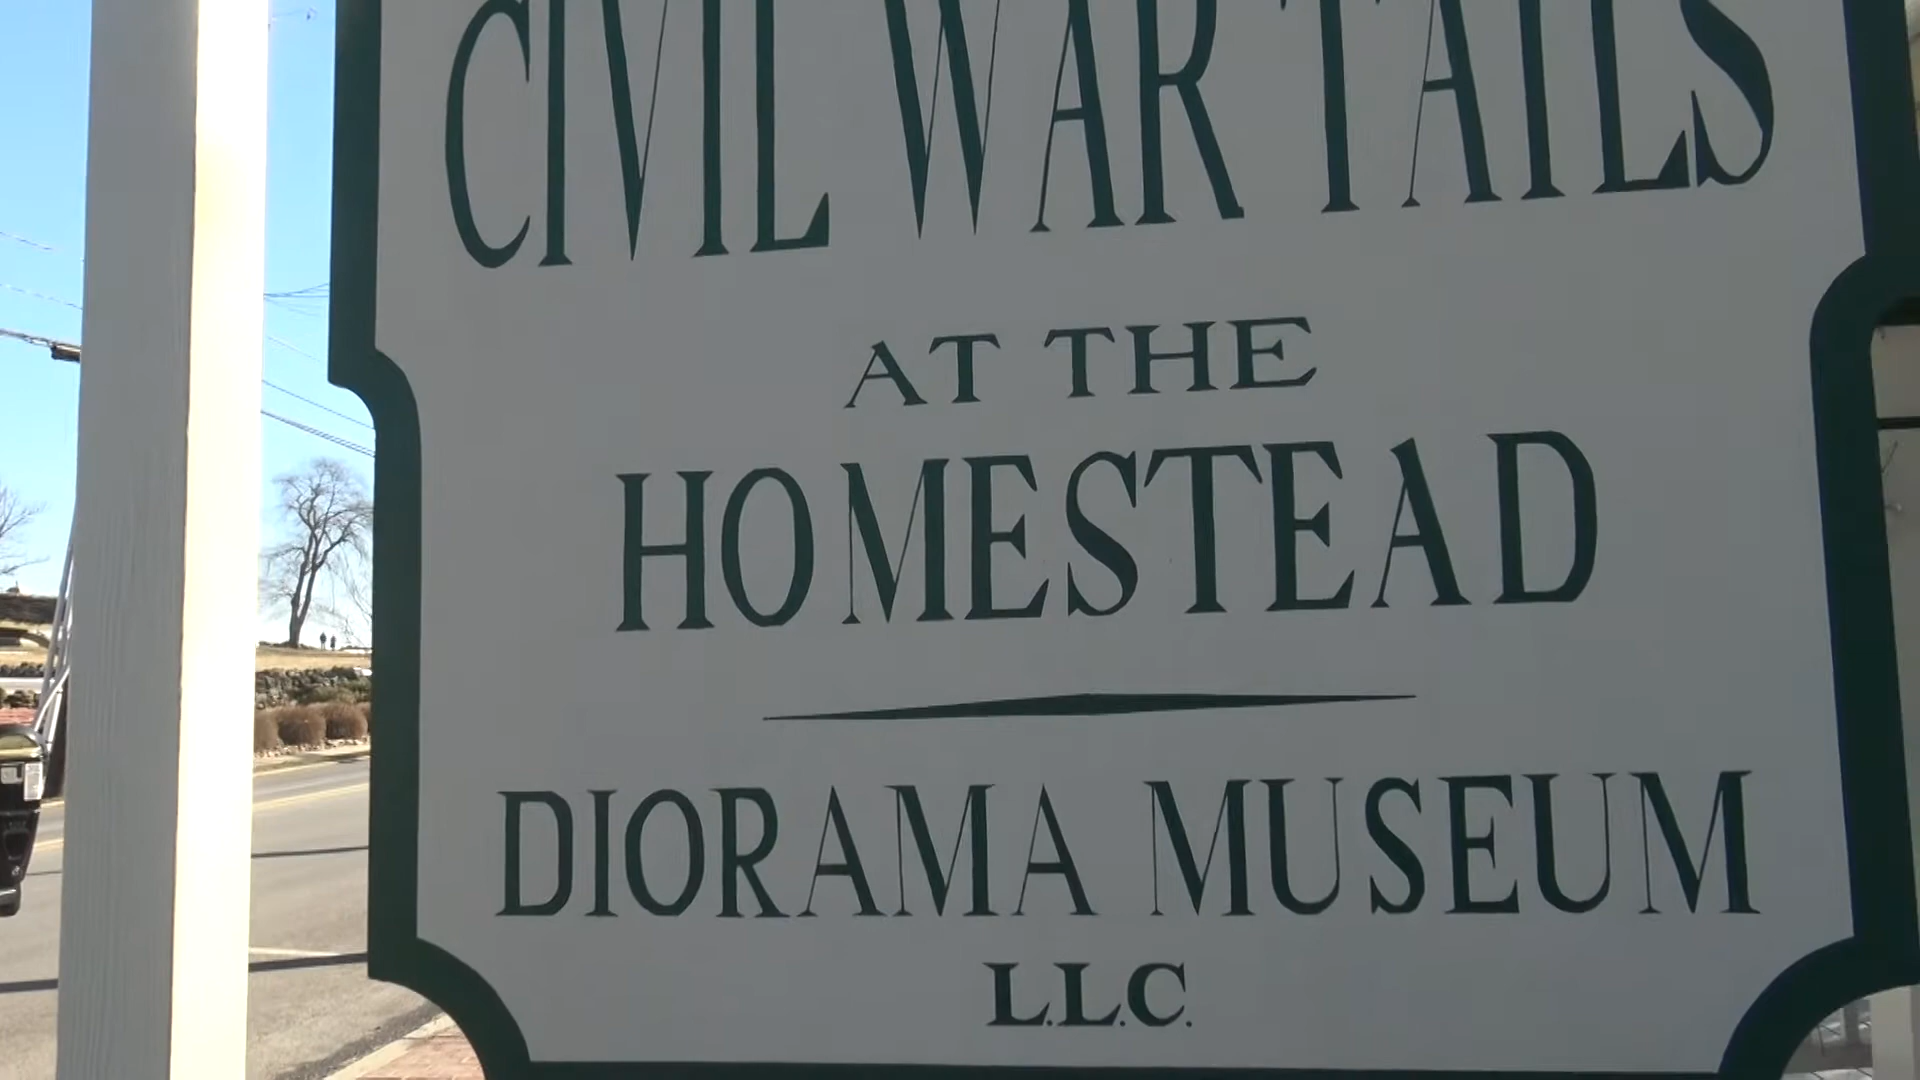 CIVIL WAR TAILS
AT THE
HOMESTEAD
DIORAMA MUSEUM
L.L.C.